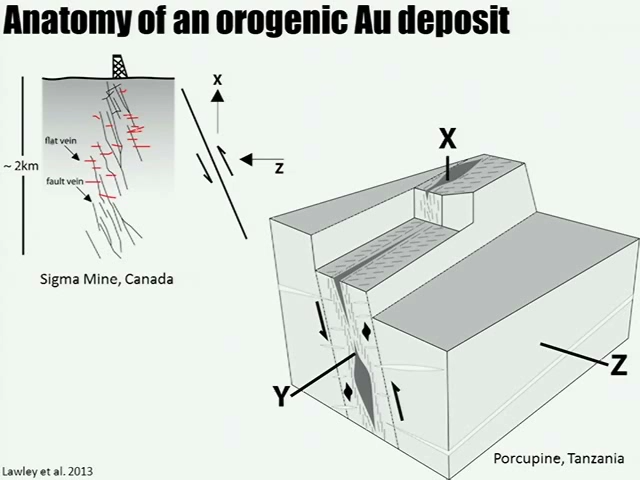 Anatomy of an orogenic Au deposit
X
flat vein
~ 2km
Z
fault vein
Sigma Mine, Canada
X
Y
Z
Porcupine, Tanzania
Lawley et al. 2013